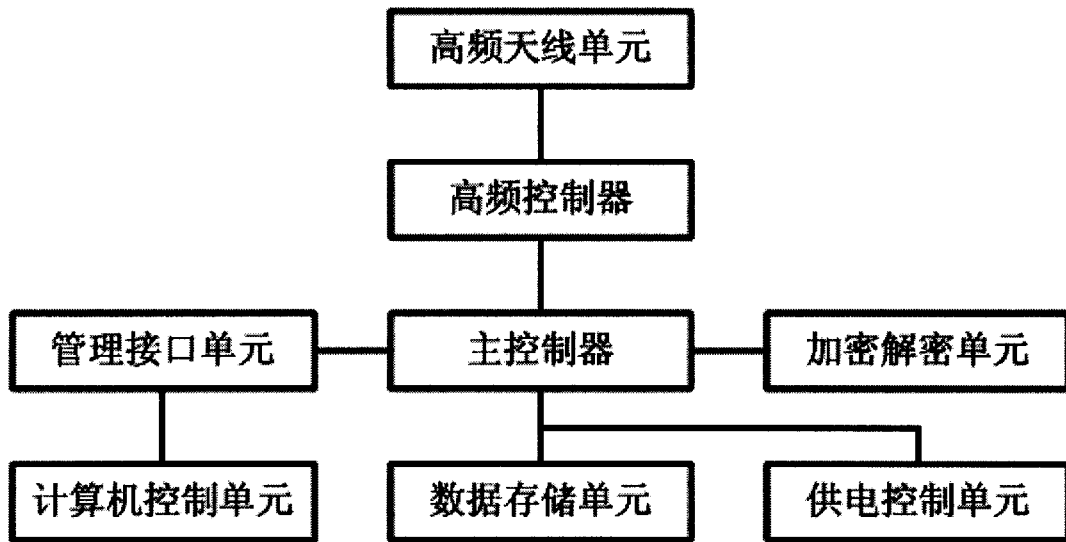 高频天线单元
高频控制器
管理接口单元
主控制器
加密解密单元
计算机控制单元
数据存储单元
供电控制单元